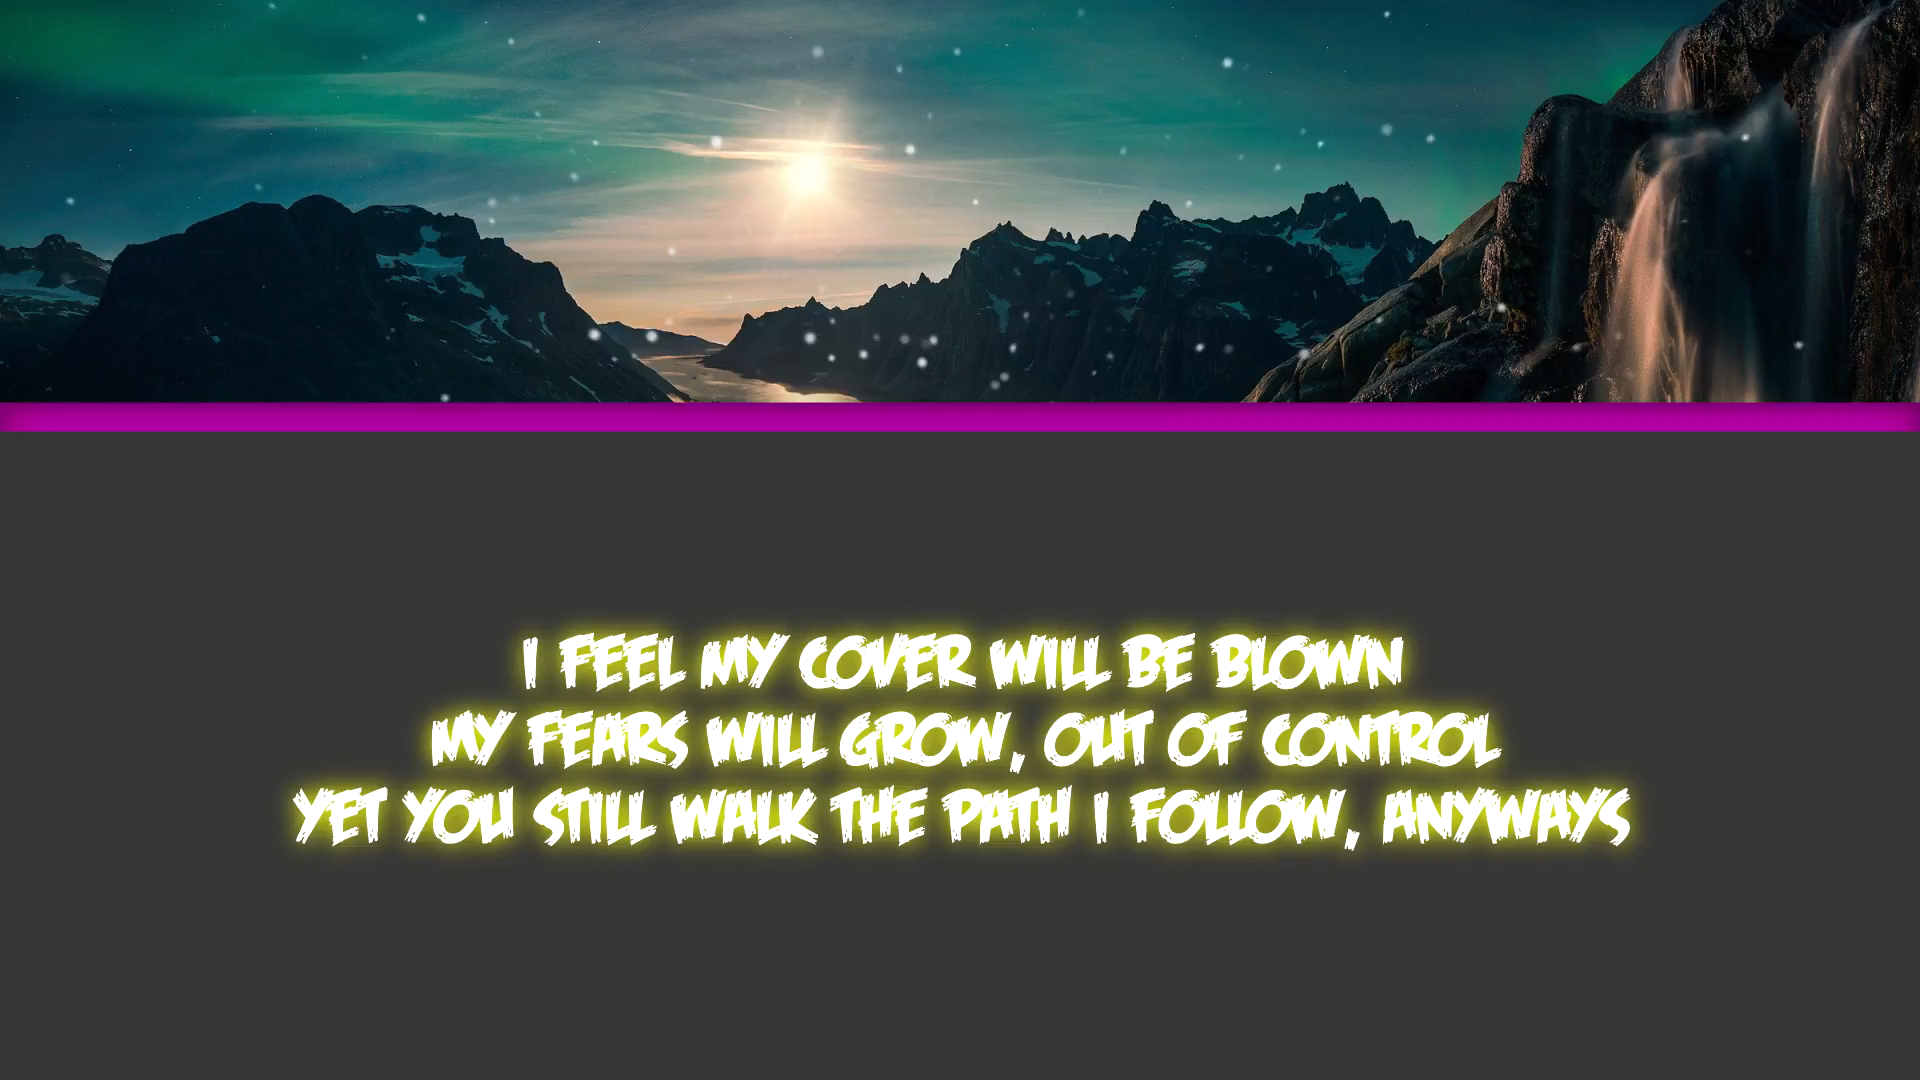 I FEEL MY COVER WILL BE BLOWN
MY FEARS WILL GROW, OUT OF CONTROL
YET YOU STILL WALK THE PATH I FOLLOW, ANYWAYS